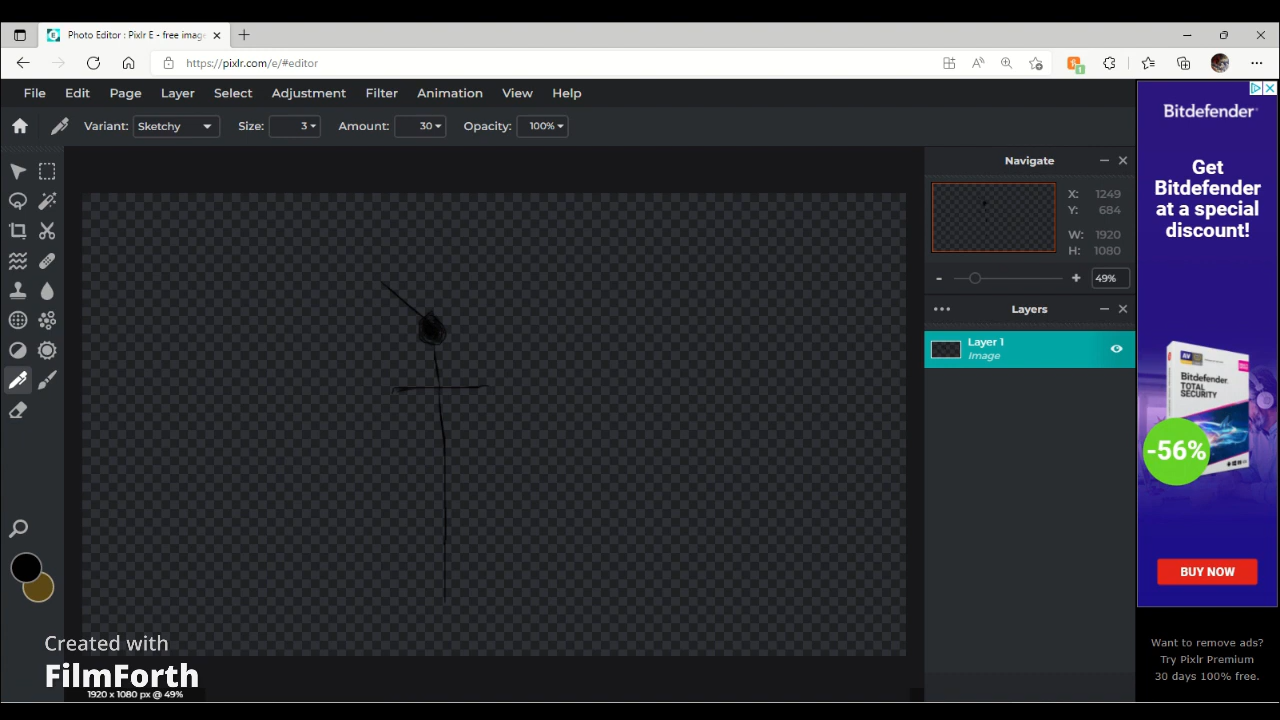 Photo Editor : Pixlr E - free image
https://pixlr.com/e/#editor
File Edit Page Layer Select Adjustment Filter Animation View Help
Variant: Sketchy Size: 3 Amount: 30 Opacity: 100%
Navigate
X: 1249
Y: 684
W: 1920
H: 1080
49%
Layers
Layer 1
Image
Bitdefender
Get
Bitdefender
at a special
discount!
Bitdefender
TOTAL
SECURITY
-56%
BUY NOW
Want to remove ads?
Try Pixlr Premium
30 days 100% free.
Created with
FilmForth
1920 x 1080 px @ 49%